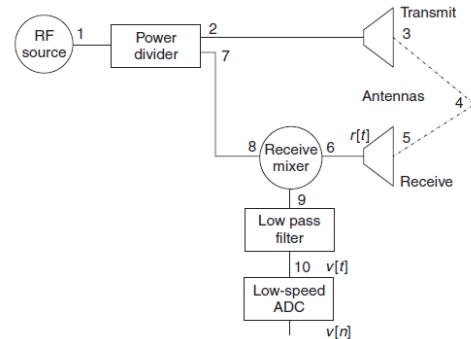 RF
source
1
Power
divider
2
7
Transmit
3
Antennas
4
r[t]
5
Receive
8
Receive
mixer
6
9
Low pass
filter
10
v[t]
Low-speed
ADC
v[n]